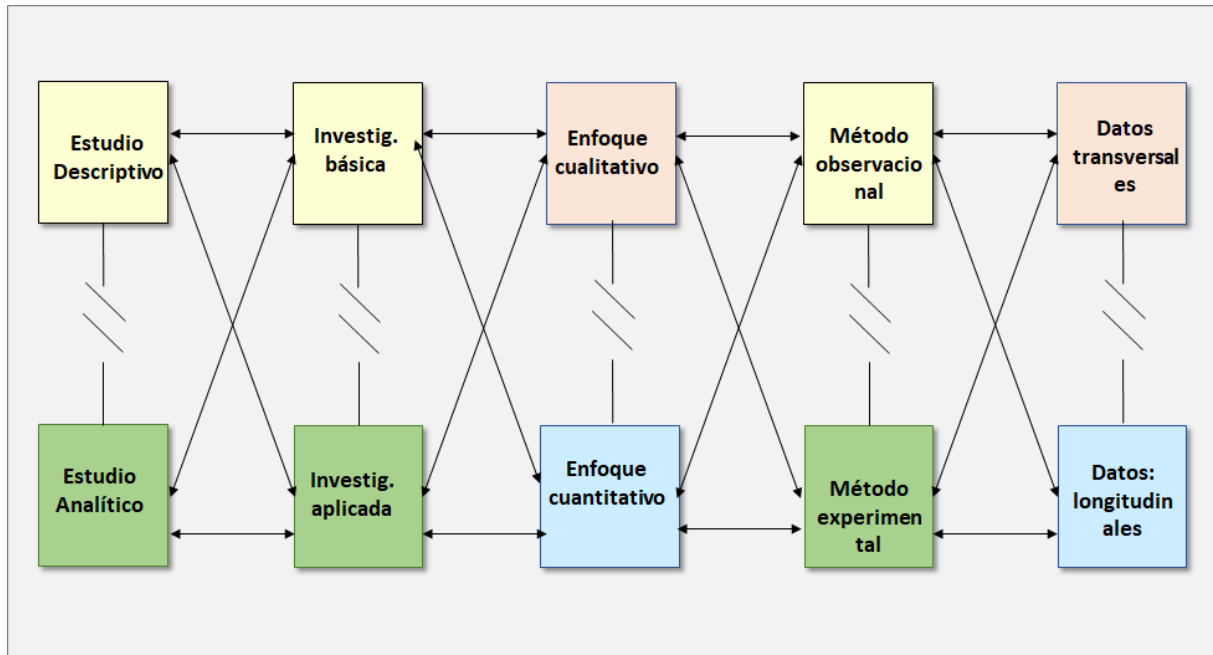 Estudio
Descriptivo
Investig.
básica
Enfoque
cualitativo
Método
observacio
nal
Datos
transversal
es
Estudio
Analítico
Investig.
aplicada
Enfoque
cuantitativo
Método
experimen
tal
Datos:
longitudin
ales